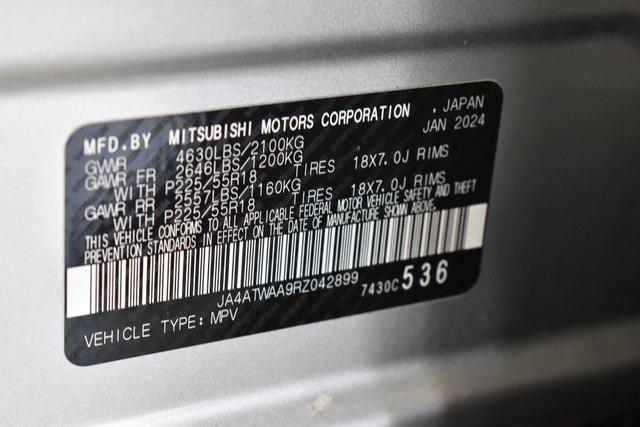 MFD.BY MITSUBISHI MOTORS CORPORATION . JAPAN
GVWR 4630LBS/2100KG JAN 2024
GAWR FR 2646LBS/1200KG
WITH P225/55R18 TIRES 18X7.0J RIMS
GAWR RR 2557LBS/1160KG
WITH P225/55R18 TIRES 18X7.0J RIMS
THIS VEHICLE CONFORMS TO ALL APPLICABLE FEDERAL MOTOR VEHICLE SAFETY AND THEFT
PREVENTION STANDARDS IN EFFECT ON THE DATE OF MANUFACTURE SHOWN ABOVE.
JA4ATWAA9RZ042899 7430C 536
VEHICLE TYPE: MPV